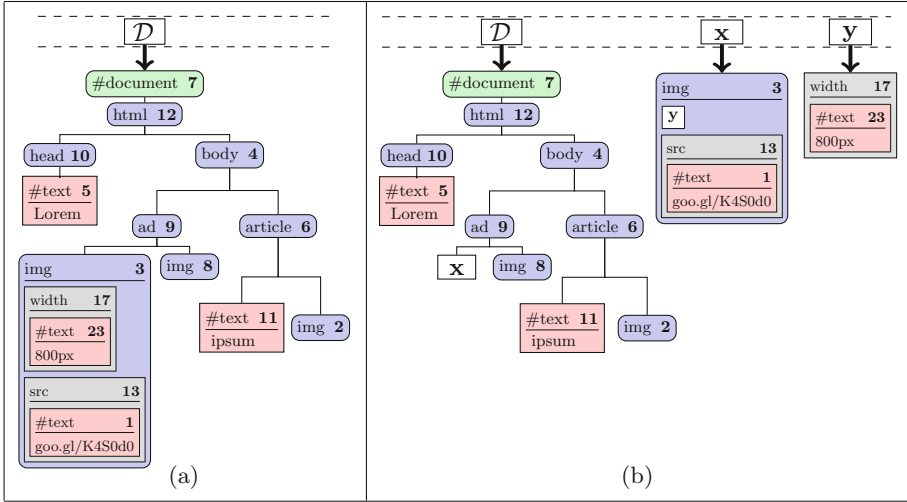 𝒟
#document 7
html 12
head 10
body 4
#text 5
Lorem
ad 9
article 6
img 3
img 8
width 17
#text 23
800px
#text 11
ipsum
img 2
src 13
#text 1
goo.gl/K4S0d0
(a)
𝒟
x
y
#document 7
html 12
head 10
body 4
#text 5
Lorem
ad 9
article 6
x
img 8
#text 11
ipsum
img 2
img 3
y
src 13
#text 1
goo.gl/K4S0d0
width 17
#text 23
800px
(b)